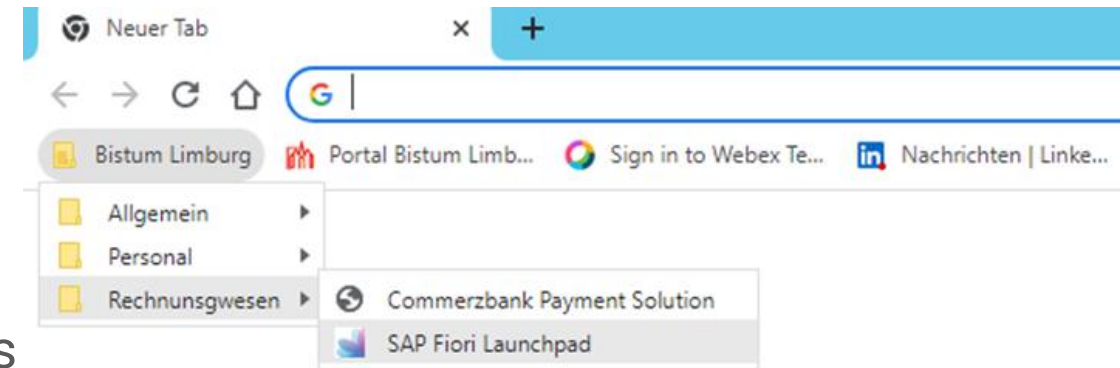 Neuer Tab
Bistum Limburg Portal Bistum Limb... Sign in to Webex Te... Nachrichten | Linke...
Allgemein
Personal
Rechnunsgwesen Commerzbank Payment Solution
SAP Fiori Launchpad
s